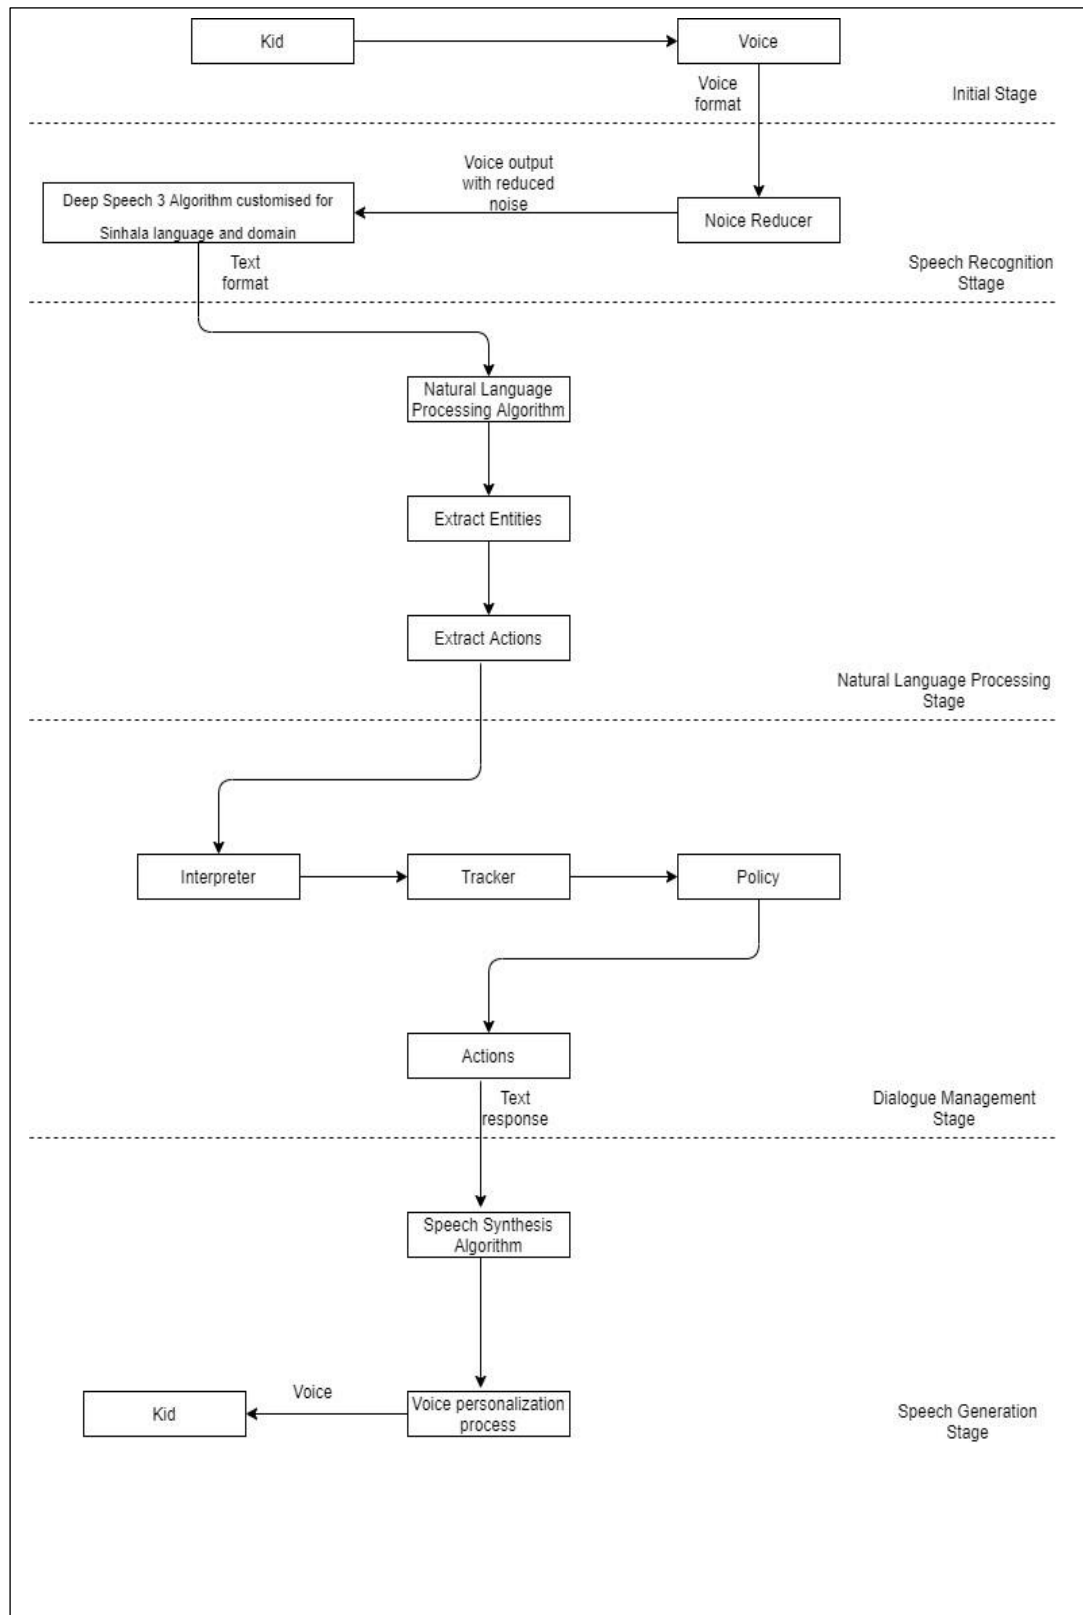 Kid
Voice
Voice
format
Initial Stage
Voice output
with reduced
noise
Deep Speech 3 Algorithm customised for
Sinhala language and domain
Noice Reducer
Text
format
Speech Recognition
Sttage
Natural Language
Processing Algorithm
Extract Entities
Extract Actions
Natural Language Processing
Stage
Interpreter
Tracker
Policy
Actions
Text
response
Dialogue Management
Stage
Speech Synthesis
Algorithm
Voice
Kid
Voice personalization
process
Speech Generation
Stage